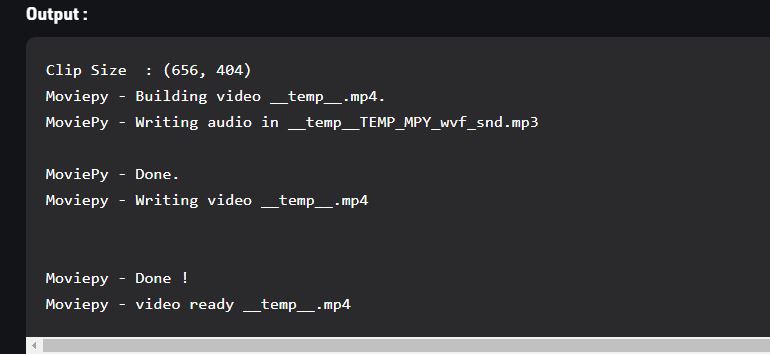 Output :
Clip Size  : (656, 404)
Moviepy - Building video __temp__.mp4.
MoviePy - Writing audio in __temp__TEMP_MPY_wvf_snd.mp3
MoviePy - Done.
Moviepy - Writing video __temp__.mp4
Moviepy - Done !
Moviepy - video ready __temp__.mp4